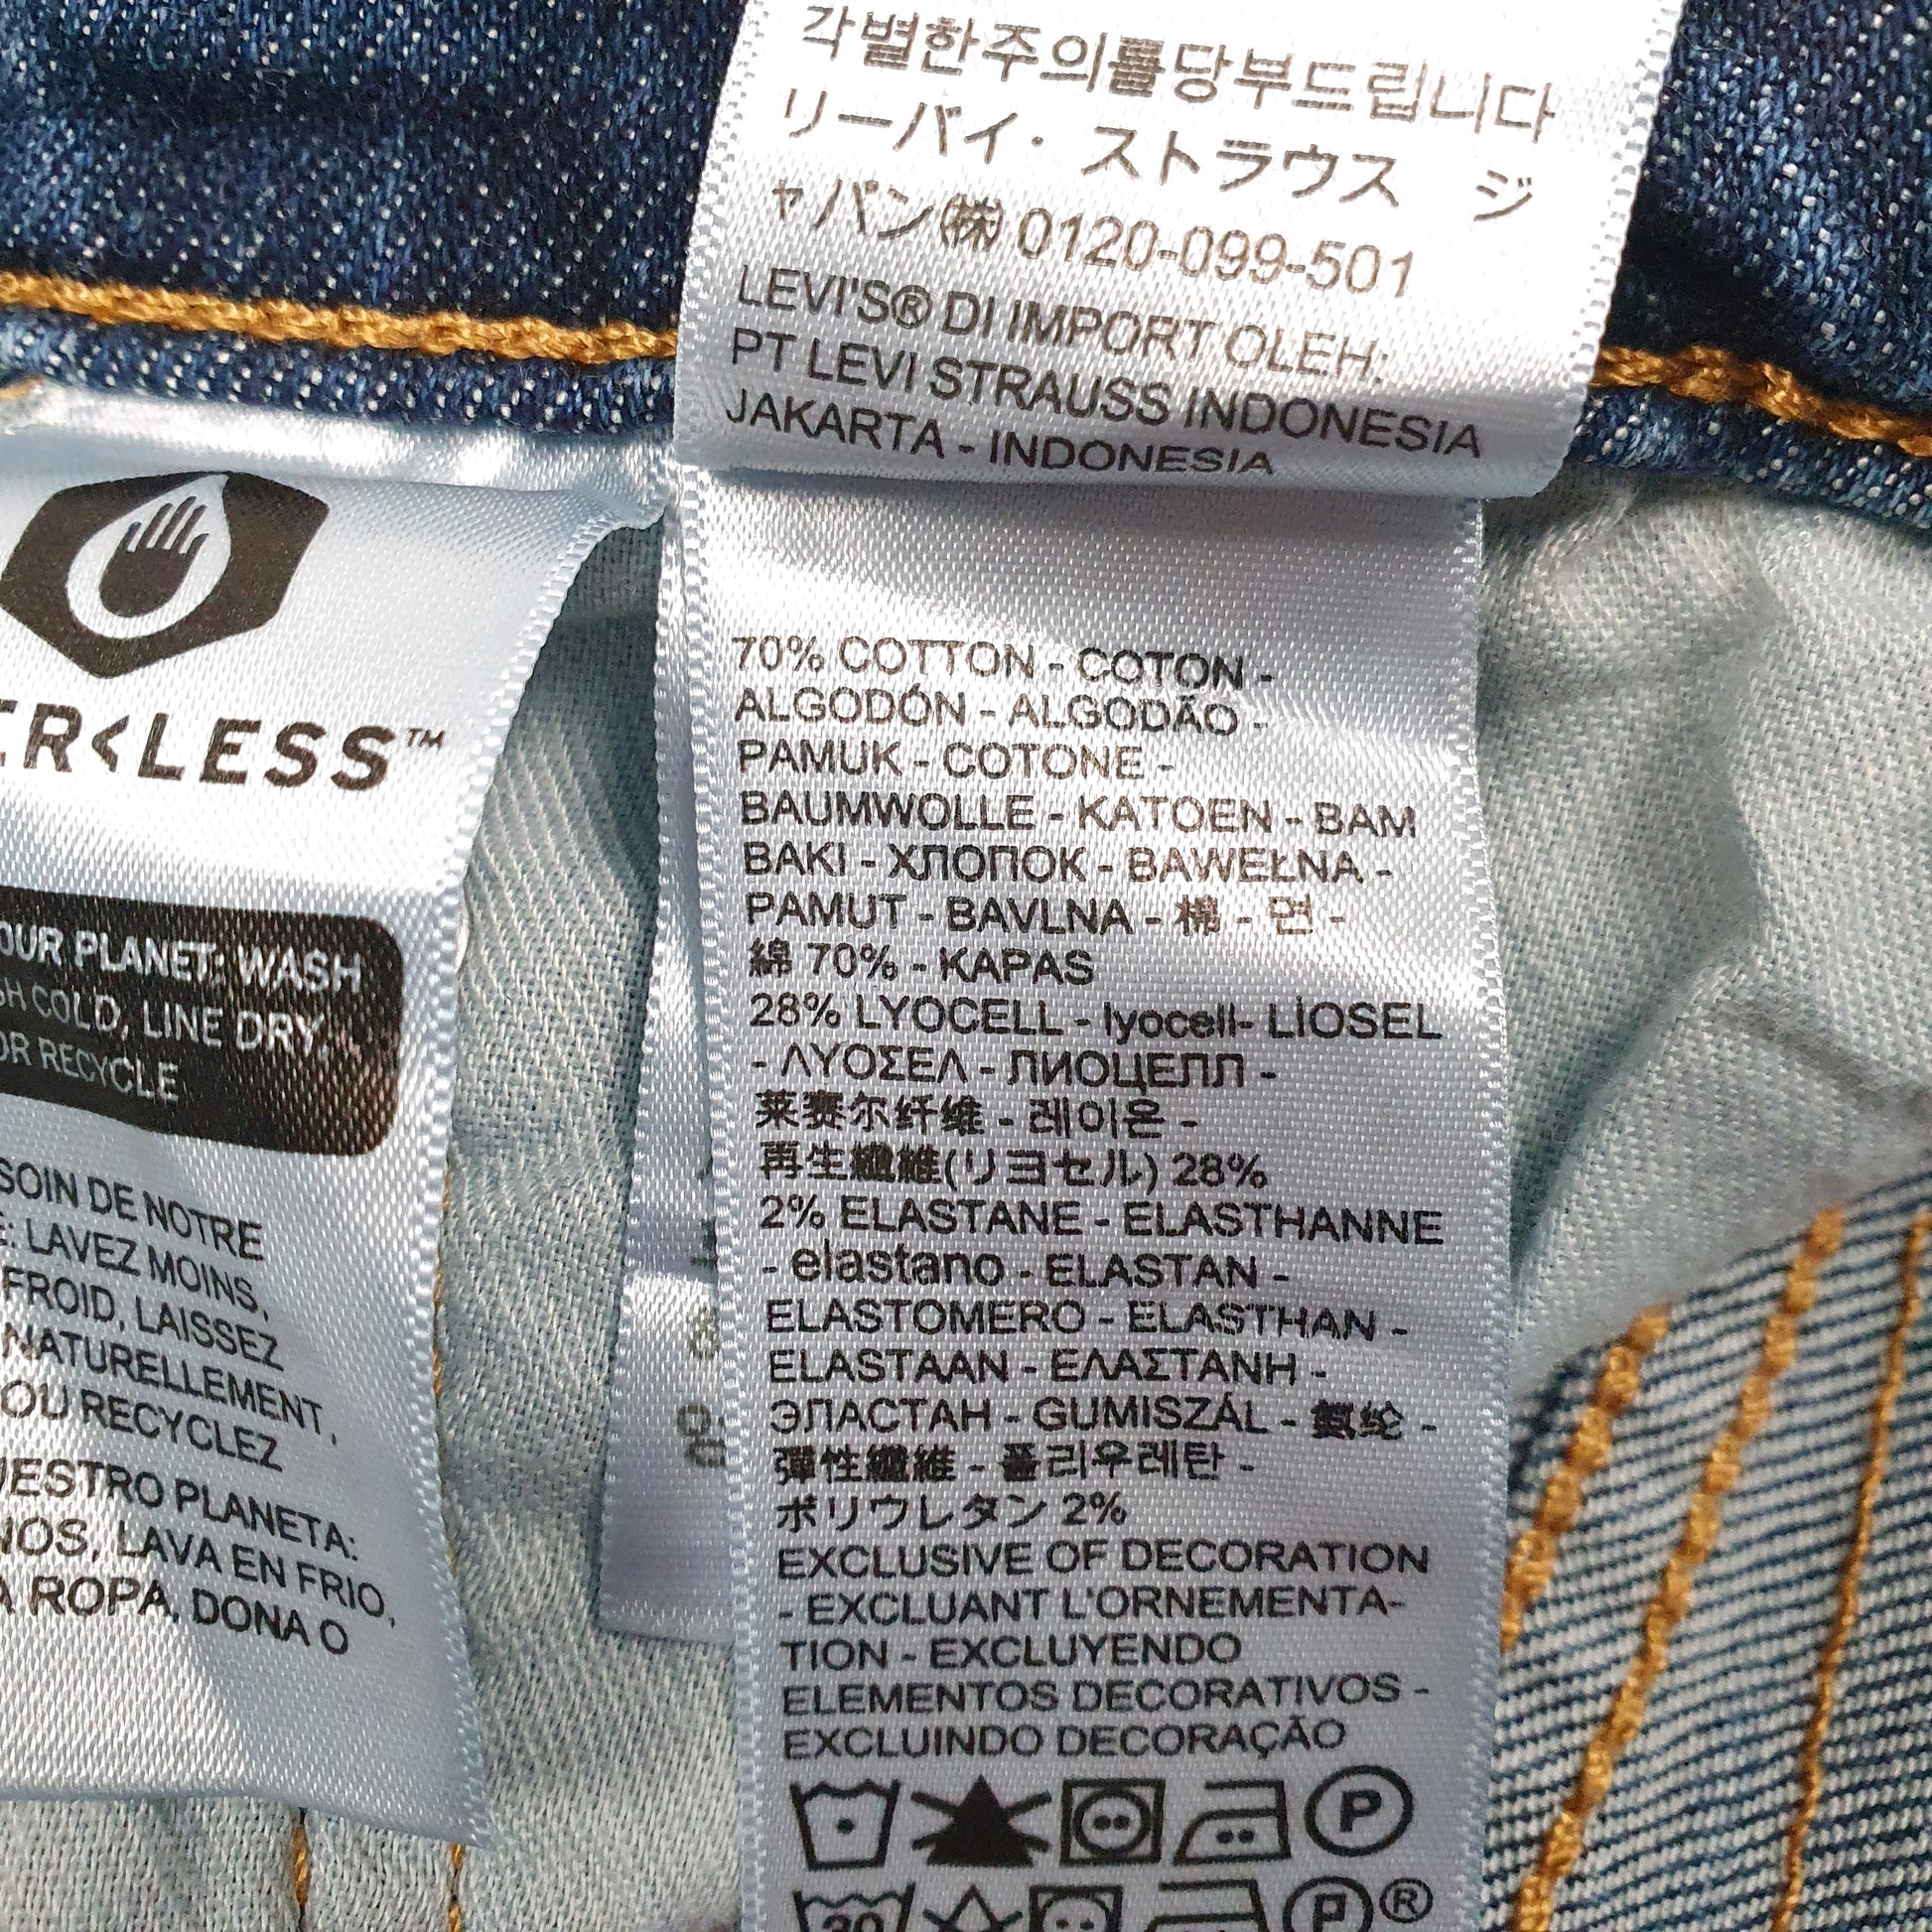 각별한주의를당부드립니다
リーバイ・ストラウス ジ
ャパン㈱ 0120-099-501
LEVI'S® DI IMPORT OLEH:
PT LEVI STRAUSS INDONESIA
JAKARTA - INDONESIA
70% COTTON - COTON -
ALGODÓN - ALGODÃO -
PAMUK - COTONE -
BAUMWOLLE - KATOEN - BAM
BAKI - ХЛОПОК - BAWEŁNA -
PAMUT - BAVLNA - 棉 - 면 -
綿 70% - KAPAS
28% LYOCELL - lyocell- LİOSEL
- ΛΥΟΣΕΛ - ЛИОЦЕЛЛ -
莱赛尔纤维 - 레이온 -
再生繊維(リヨセル) 28%
2% ELASTANE - ELASTHANNE
- elastano - ELASTAN -
ELASTOMERO - ELASTHAN -
ELASTAAN - ΕΛΑΣΤΑΝΗ -
ЭЛАСТАН - GUMISZÁL - 氨纶 -
彈性纖維 - 폴리우레탄 -
ポリウレタン 2%
EXCLUSIVE OF DECORATION
- EXCLUANT L'ORNEMENTA-
TION - EXCLUYENDO
ELEMENTOS DECORATIVOS -
EXCLUINDO DECORAÇÃO
P
30 P®
ER<LESS™
OUR PLANET: WASH
SH COLD, LINE DRY,
OR RECYCLE
SOIN DE NOTRE
E: LAVEZ MOINS,
FROID, LAISSEZ
NATURELLEMENT,
OU RECYCLEZ
UESTRO PLANETA:
NOS, LAVA EN FRIO,
A ROPA, DONA O